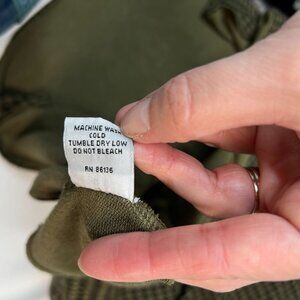 MACHINE WASH
COLD
TUMBLE DRY LOW
DO NOT BLEACH
RN 86136